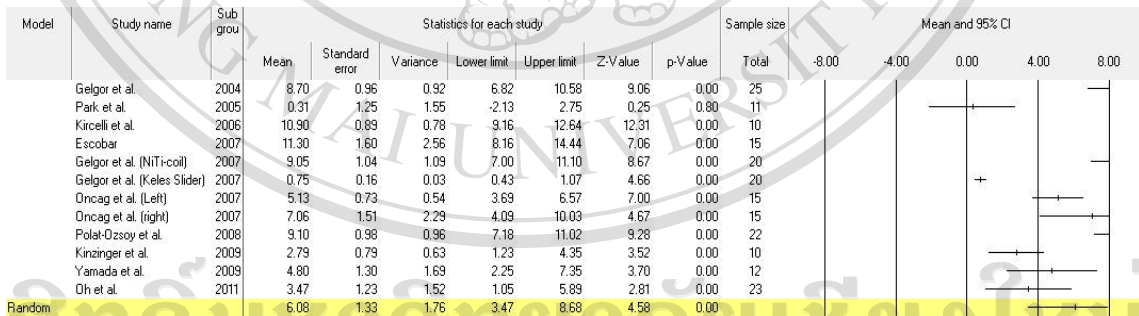 Model Study name Sub grou Statistics for each study Sample size Mean and 95% CI
Mean Standard error Variance Lower limit Upper limit Z-Value p-Value Total -8.00 -4.00 0.00 4.00 8.00
Gelgor et al. 2004 8.70 0.96 0.92 6.82 10.58 9.06 0.00 25
Park et al. 2005 0.31 1.25 1.55 -2.13 2.75 0.25 0.80 11
Kircelli et al. 2006 10.90 0.89 0.78 9.16 12.64 12.31 0.00 10
Escobar 2007 11.30 1.60 2.56 8.16 14.44 7.06 0.00 15
Gelgor et al. (NiTi-coil) 2007 9.05 1.04 1.09 7.00 11.10 8.67 0.00 20
Gelgor et al. (Keles Slider) 2007 0.75 0.16 0.03 0.43 1.07 4.66 0.00 20
Oncag et al. (Left) 2007 5.13 0.73 0.54 3.69 6.57 7.00 0.00 15
Oncag et al. (right) 2007 7.06 1.51 2.29 4.09 10.03 4.67 0.00 15
Polat-Ozsoy et al. 2008 9.10 0.98 0.96 7.18 11.02 9.28 0.00 22
Kinzinger et al. 2009 2.79 0.79 0.63 1.23 4.35 3.52 0.00 10
Yamada et al. 2009 4.80 1.30 1.69 2.25 7.35 3.70 0.00 12
Oh et al. 2011 3.47 1.23 1.52 1.05 5.89 2.81 0.00 23
Random 6.08 1.33 1.76 3.47 8.68 4.58 0.00